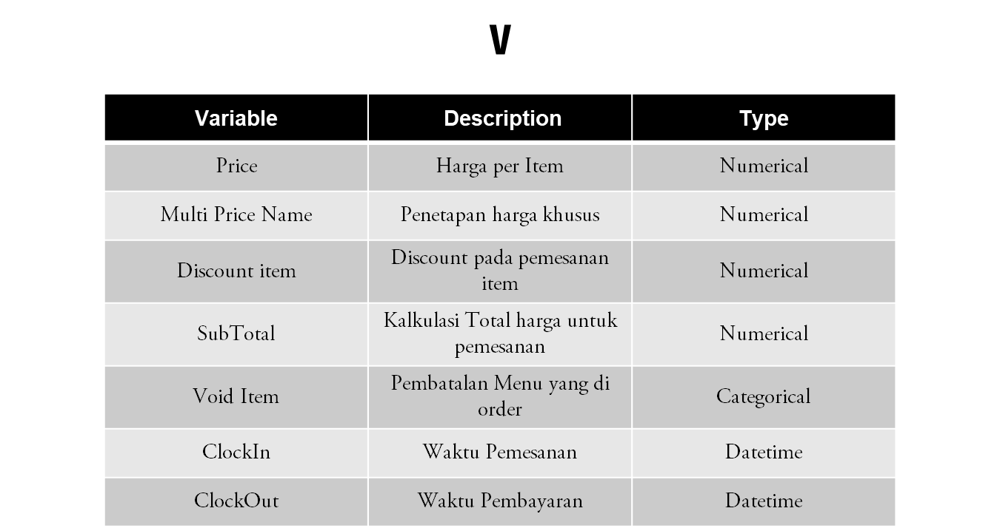 V
Variable Description Type
Price Harga per Item Numerical
Multi Price Name Penetapan harga khusus Numerical
Discount item Discount pada pemesanan item Numerical
SubTotal Kalkulasi Total harga untuk pemesanan Numerical
Void Item Pembatalan Menu yang di order Categorical
ClockIn Waktu Pemesanan Datetime
ClockOut Waktu Pembayaran Datetime